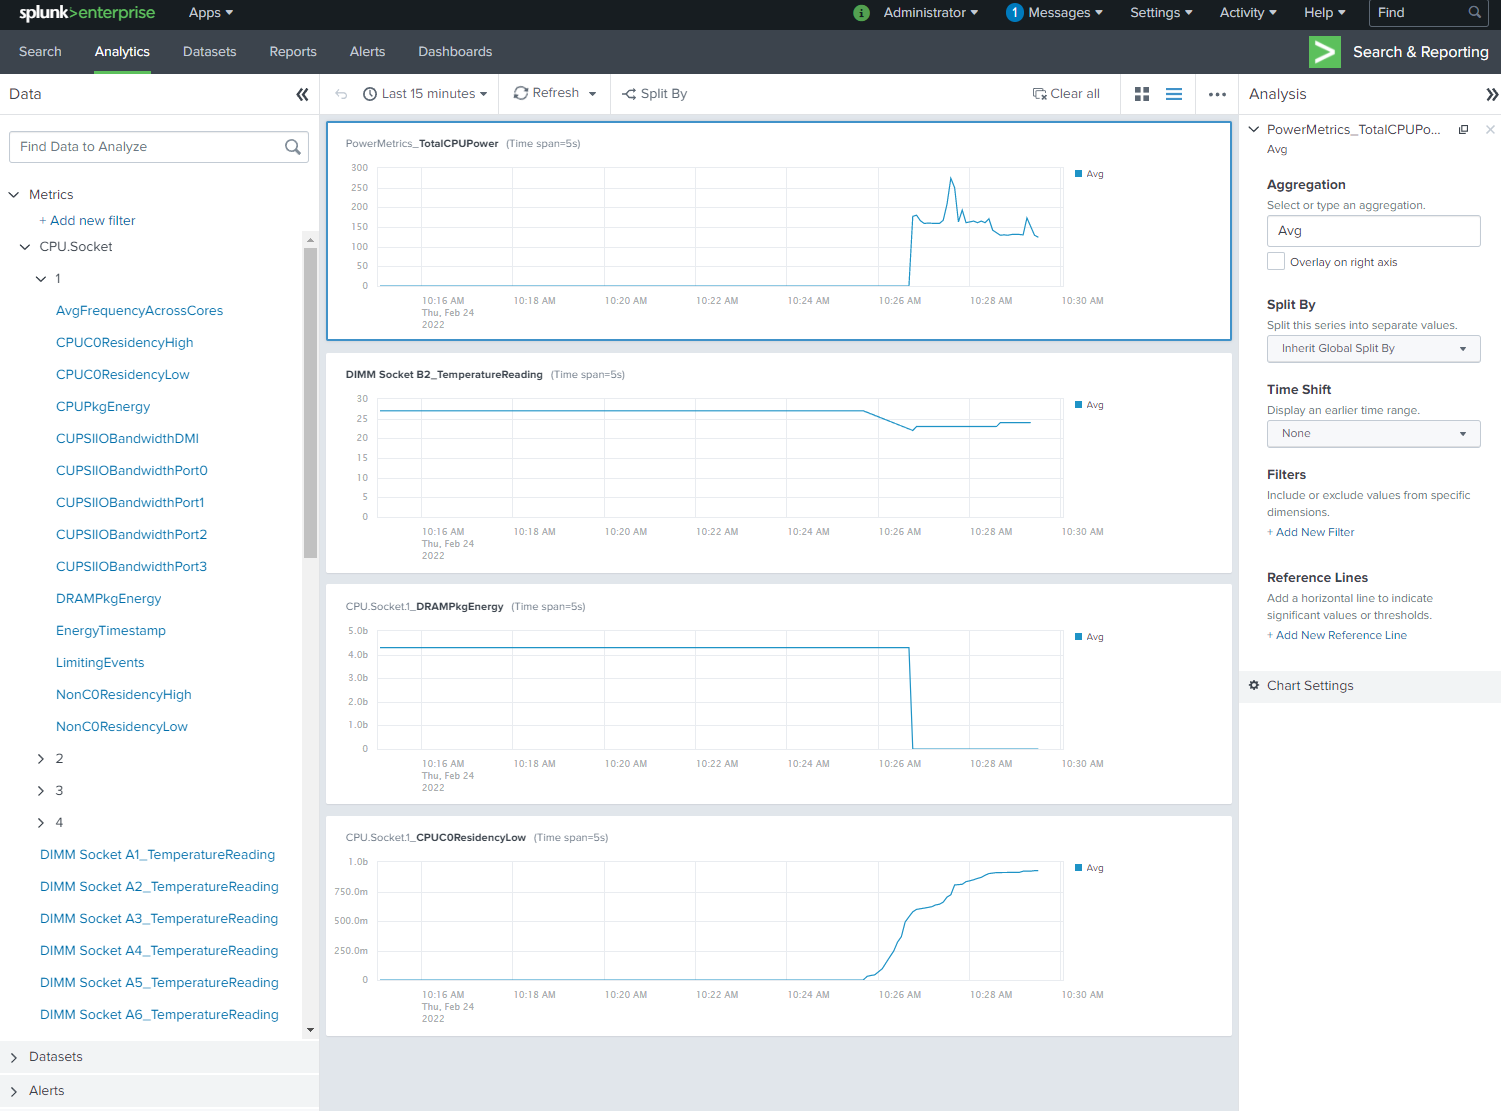 splunk>enterprise Apps Administrator 1 Messages Settings Activity Help Find
Search Analytics Datasets Reports Alerts Dashboards Search & Reporting
Data
Find Data to Analyze
Metrics
+ Add new filter
CPU.Socket
1
AvgFrequencyAcrossCores
CPUC0ResidencyHigh
CPUC0ResidencyLow
CPUPkgEnergy
CUPSIIOBandwidthDMI
CUPSIIOBandwidthPort0
CUPSIIOBandwidthPort1
CUPSIIOBandwidthPort2
CUPSIIOBandwidthPort3
DRAMPkgEnergy
EnergyTimestamp
LimitingEvents
NonC0ResidencyHigh
NonC0ResidencyLow
2
3
4
DIMM Socket A1_TemperatureReading
DIMM Socket A2_TemperatureReading
DIMM Socket A3_TemperatureReading
DIMM Socket A4_TemperatureReading
DIMM Socket A5_TemperatureReading
DIMM Socket A6_TemperatureReading
Datasets
Alerts
Last 15 minutes Refresh Split By Clear all
PowerMetrics_TotalCPUPower (Time span=5s)
300
250
200
150
100
50
0
Avg
10:16 AM 10:18 AM 10:20 AM 10:22 AM 10:24 AM 10:26 AM 10:28 AM 10:30 AM
Thu, Feb 24
2022
DIMM Socket B2_TemperatureReading (Time span=5s)
30
25
20
15
10
5
0
Avg
10:16 AM 10:18 AM 10:20 AM 10:22 AM 10:24 AM 10:26 AM 10:28 AM 10:30 AM
Thu, Feb 24
2022
CPU.Socket.1_DRAMPkgEnergy (Time span=5s)
5.0b
4.0b
3.0b
2.0b
1.0b
0
Avg
10:16 AM 10:18 AM 10:20 AM 10:22 AM 10:24 AM 10:26 AM 10:28 AM 10:30 AM
Thu, Feb 24
2022
CPU.Socket.1_CPUC0ResidencyLow (Time span=5s)
1.0b
750.0m
500.0m
250.0m
0
Avg
10:16 AM 10:18 AM 10:20 AM 10:22 AM 10:24 AM 10:26 AM 10:28 AM 10:30 AM
Thu, Feb 24
2022
Analysis
PowerMetrics_TotalCPUPo...
Avg
Aggregation
Select or type an aggregation.
Avg
Overlay on right axis
Split By
Split this series into separate values.
Inherit Global Split By
Time Shift
Display an earlier time range.
None
Filters
Include or exclude values from specific
dimensions.
+ Add New Filter
Reference Lines
Add a horizontal line to indicate
significant values or thresholds.
+ Add New Reference Line
Chart Settings